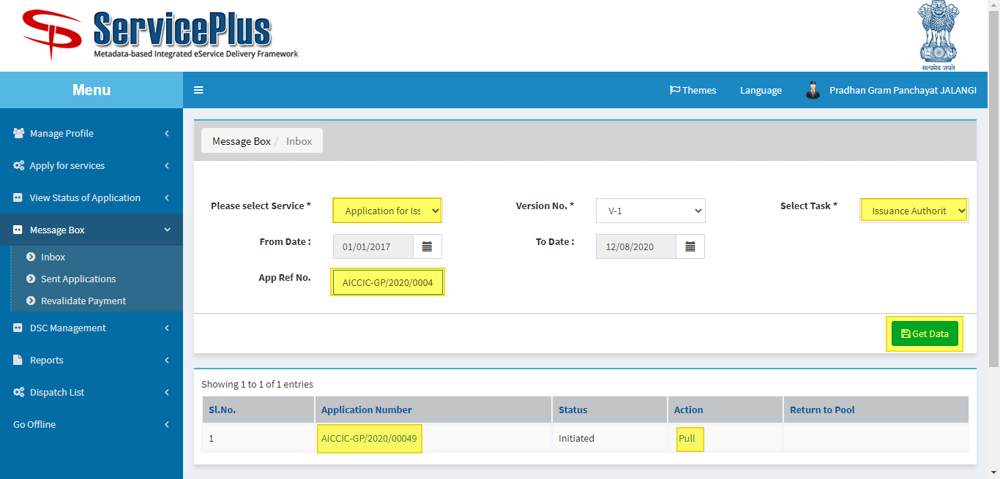 ServicePlus
Metadata-based Integrated eService Delivery Framework
सत्यमेव जयते
Menu
Themes Language Pradhan Gram Panchayat JALANGI
Manage Profile
Apply for services
View Status of Application
Message Box
Inbox
Sent Applications
Revalidate Payment
DSC Management
Reports
Dispatch List
Go Offline
Message Box / Inbox
Please select Service * Application for Iss Version No. * V-1 Select Task * Issuance Authorit
From Date : 01/01/2017 To Date : 12/08/2020
App Ref No. AICCIC-GP/2020/0004
Get Data
Showing 1 to 1 of 1 entries
Sl.No. Application Number Status Action Return to Pool
1 AICCIC-GP/2020/00049 Initiated Pull